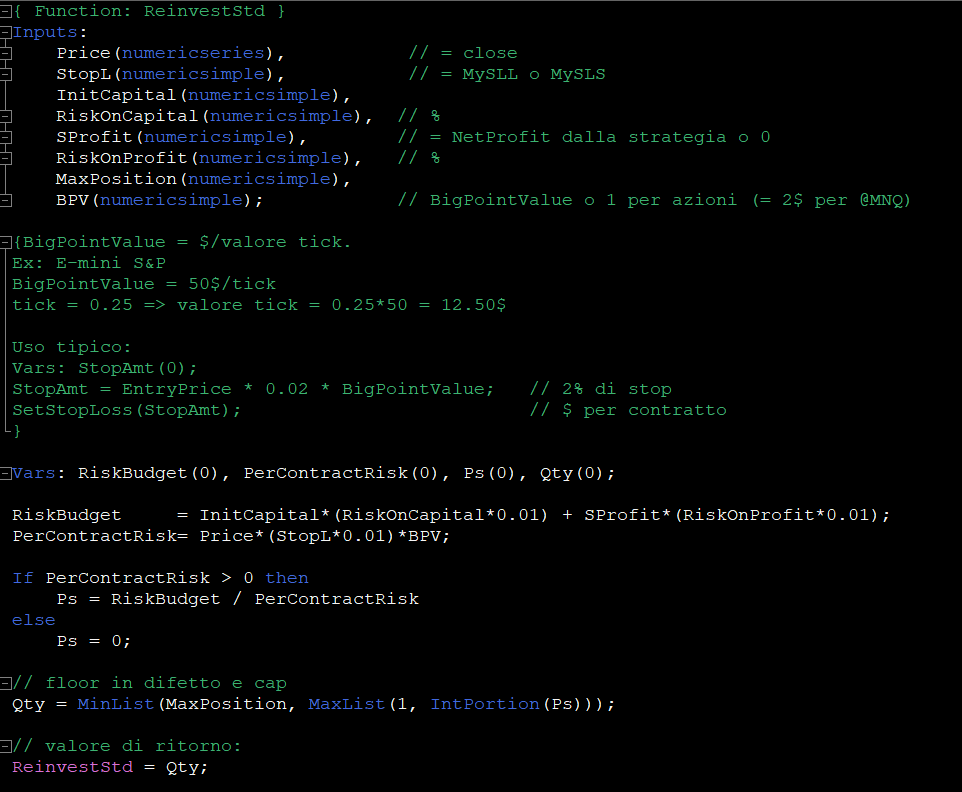 { Function: ReinvestStd }
Inputs:
    Price(numericseries),            // = close
    StopL(numericsimple),            // = MySLL o MySLS
    InitCapital(numericsimple),
    RiskOnCapital(numericsimple),  // %
    SProfit(numericsimple),        // = NetProfit dalla strategia o 0
    RiskOnProfit(numericsimple),   // %
    MaxPosition(numericsimple),
    BPV(numericsimple);            // BigPointValue o 1 per azioni (= 2$ per @MNQ)
{BigPointValue = $/valore tick.
Ex: E-mini S&P
BigPointValue = 50$/tick
tick = 0.25 => valore tick = 0.25*50 = 12.50$
Uso tipico:
Vars: StopAmt(0);
StopAmt = EntryPrice * 0.02 * BigPointValue;   // 2% di stop
SetStopLoss(StopAmt);                          // $ per contratto
}
Vars: RiskBudget(0), PerContractRisk(0), Ps(0), Qty(0);
RiskBudget     = InitCapital*(RiskOnCapital*0.01) + SProfit*(RiskOnProfit*0.01);
PerContractRisk= Price*(StopL*0.01)*BPV;
If PerContractRisk > 0 then
    Ps = RiskBudget / PerContractRisk
else
    Ps = 0;
// floor in difetto e cap
Qty = MinList(MaxPosition, MaxList(1, IntPortion(Ps)));
// valore di ritorno:
ReinvestStd = Qty;